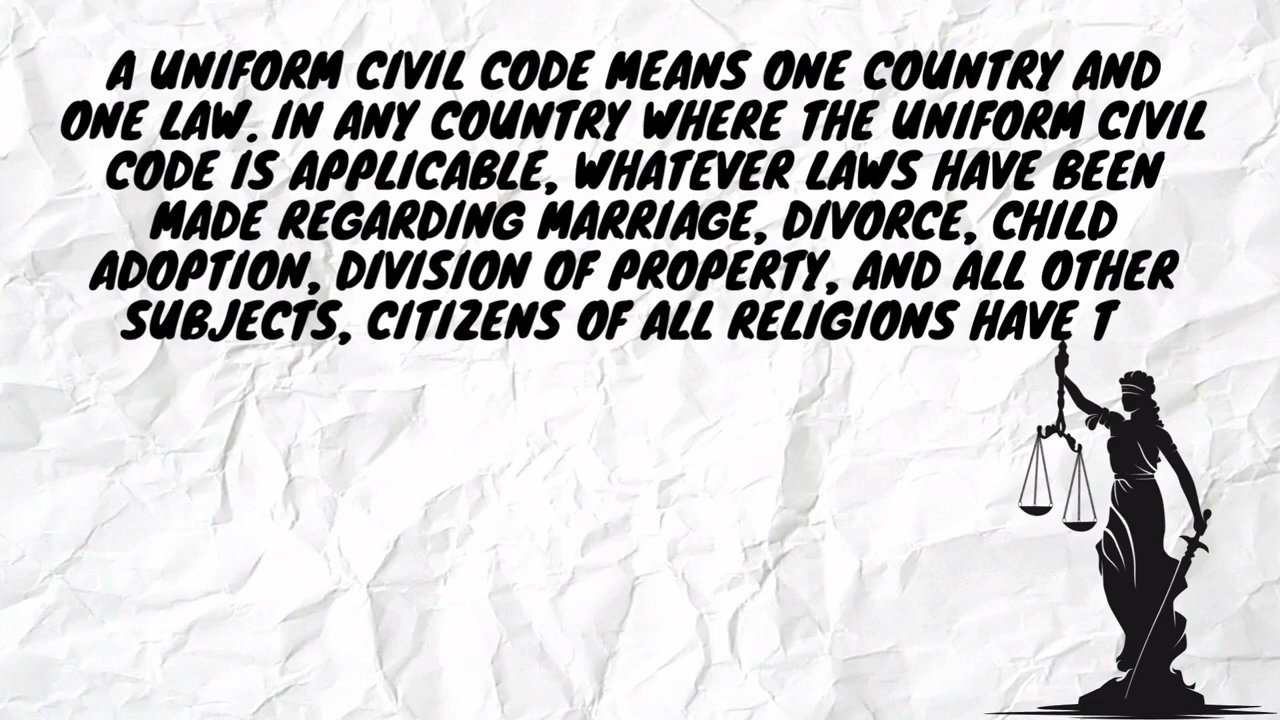 A UNIFORM CIVIL CODE MEANS ONE COUNTRY AND
ONE LAW. IN ANY COUNTRY WHERE THE UNIFORM CIVIL
CODE IS APPLICABLE, WHATEVER LAWS HAVE BEEN
MADE REGARDING MARRIAGE, DIVORCE, CHILD
ADOPTION, DIVISION OF PROPERTY, AND ALL OTHER
SUBJECTS, CITIZENS OF ALL RELIGIONS HAVE T